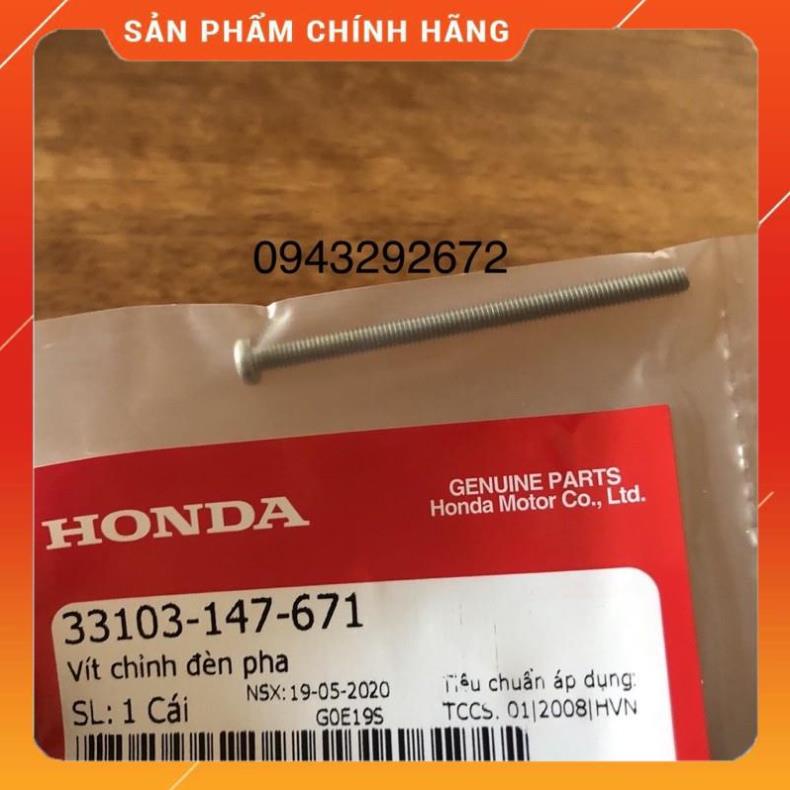 SẢN PHẨM CHÍNH HÃNG
0943292672
HONDA
GENUINE PARTS
Honda Motor Co., Ltd.
33103-147-671
Vít chỉnh đèn pha
NSX: 19-05-2020
Tiêu chuẩn áp dụng:
SL: 1 Cái
G0E19S
TCCS. 01|2008|HVN